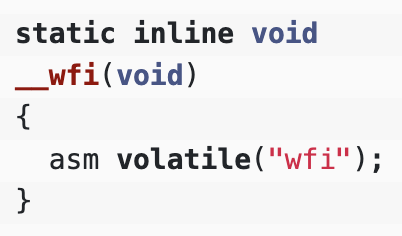 static inline void
__wfi(void)
{
  asm volatile("wfi");
}